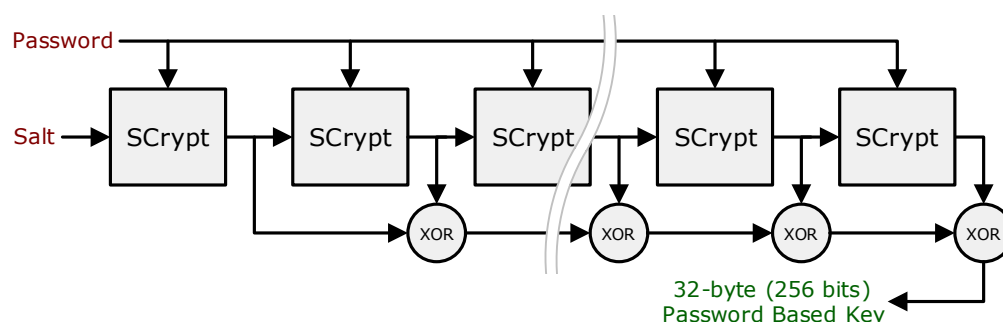 Password
Salt
SCrypt
SCrypt
SCrypt
SCrypt
SCrypt
XOR
XOR
XOR
XOR
32-byte (256 bits)
Password Based Key